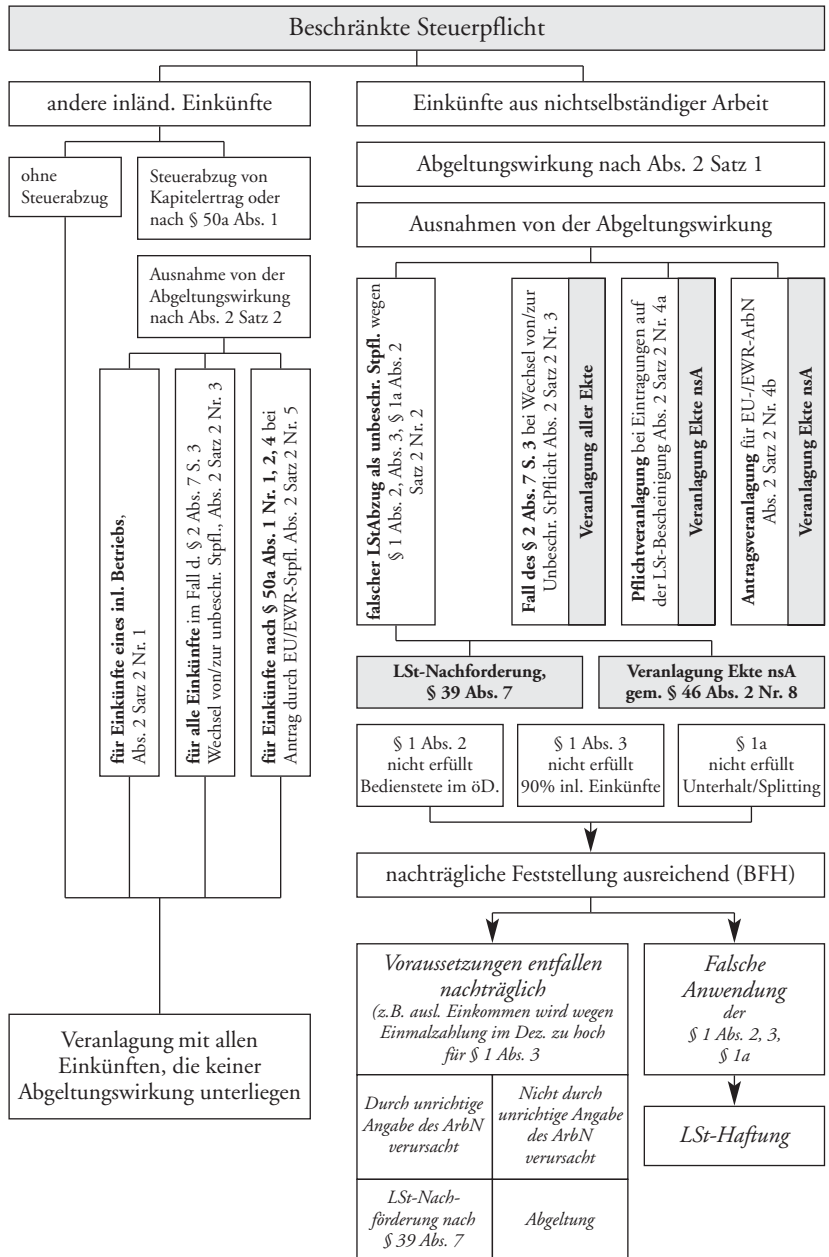 Beschränkte Steuerpflicht
andere inländ. Einkünfte
Einkünfte aus nichtselbständiger Arbeit
ohne
Steuerabzug
Steuerabzug von
Kapitelertrag oder
nach § 50a Abs. 1
Abgeltungswirkung nach Abs. 2 Satz 1
Ausnahmen von der Abgeltungswirkung
Ausnahme von der
Abgeltungswirkung
nach Abs. 2 Satz 2
für Einkünfte eines inl. Betriebs,
Abs. 2 Satz 2 Nr. 1
für alle Einkünfte im Fall d. § 2 Abs. 7 S. 3
Wechsel von/zur unbeschr. Stpfl., Abs. 2 Satz 2 Nr. 3
für Einkünfte nach § 50a Abs. 1 Nr. 1, 2, 4 bei
Antrag durch EU/EWR-Stpfl. Abs. 2 Satz 2 Nr. 5
falscher LStAbzug als unbeschr. Stpfl. wegen
§ 1 Abs. 2, Abs. 3, § 1a Abs. 2
Satz 2 Nr. 2
Fall des § 2 Abs. 7 S. 3 bei Wechsel von/zur
Unbeschr. StPflicht Abs. 2 Satz 2 Nr. 3
Veranlagung aller Ekte
Pflichtveranlagung bei Eintragungen auf
der LSt-Bescheinigung Abs. 2 Satz 2 Nr. 4a
Veranlagung Ekte nsA
Antragsveranlagung für EU-/EWR-ArbN
Abs. 2 Satz 2 Nr. 4b
Veranlagung Ekte nsA
LSt-Nachforderung,
§ 39 Abs. 7
Veranlagung Ekte nsA
gem. § 46 Abs. 2 Nr. 8
§ 1 Abs. 2
nicht erfüllt
Bedienstete im öD.
§ 1 Abs. 3
nicht erfüllt
90% inl. Einkünfte
§ 1a
nicht erfüllt
Unterhalt/Splitting
nachträgliche Feststellung ausreichend (BFH)
Voraussetzungen entfallen
nachträglich
(z.B. ausl. Einkommen wird wegen
Einmalzahlung im Dez. zu hoch
für § 1 Abs. 3
Falsche
Anwendung
der
§ 1 Abs. 2, 3,
§ 1a
Veranlagung mit allen
Einkünften, die keiner
Abgeltungswirkung unterliegen
Durch unrichtige
Angabe des ArbN
verursacht
Nicht durch
unrichtige Angabe
des ArbN
verursacht
LSt-Haftung
LSt-Nach-
förderung nach
§ 39 Abs. 7
Abgeltung